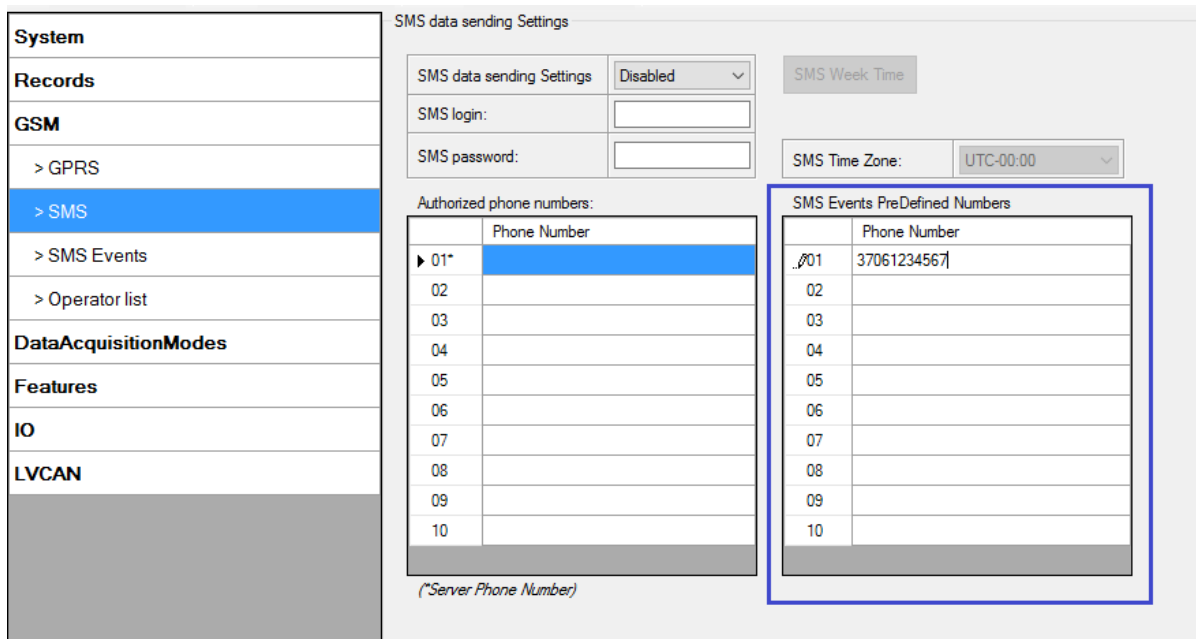 System
Records
GSM
> GPRS
> SMS
> SMS Events
> Operator list
DataAcquisitionModes
Features
IO
LVCAN
SMS data sending Settings
SMS data sending Settings Disabled
SMS Week Time
SMS login:
SMS password:
SMS Time Zone: UTC-00:00
Authorized phone numbers:
Phone Number
01*
02
03
04
05
06
07
08
09
10
(*Server Phone Number)
SMS Events PreDefined Numbers
Phone Number
01 37061234567
02
03
04
05
06
07
08
09
10